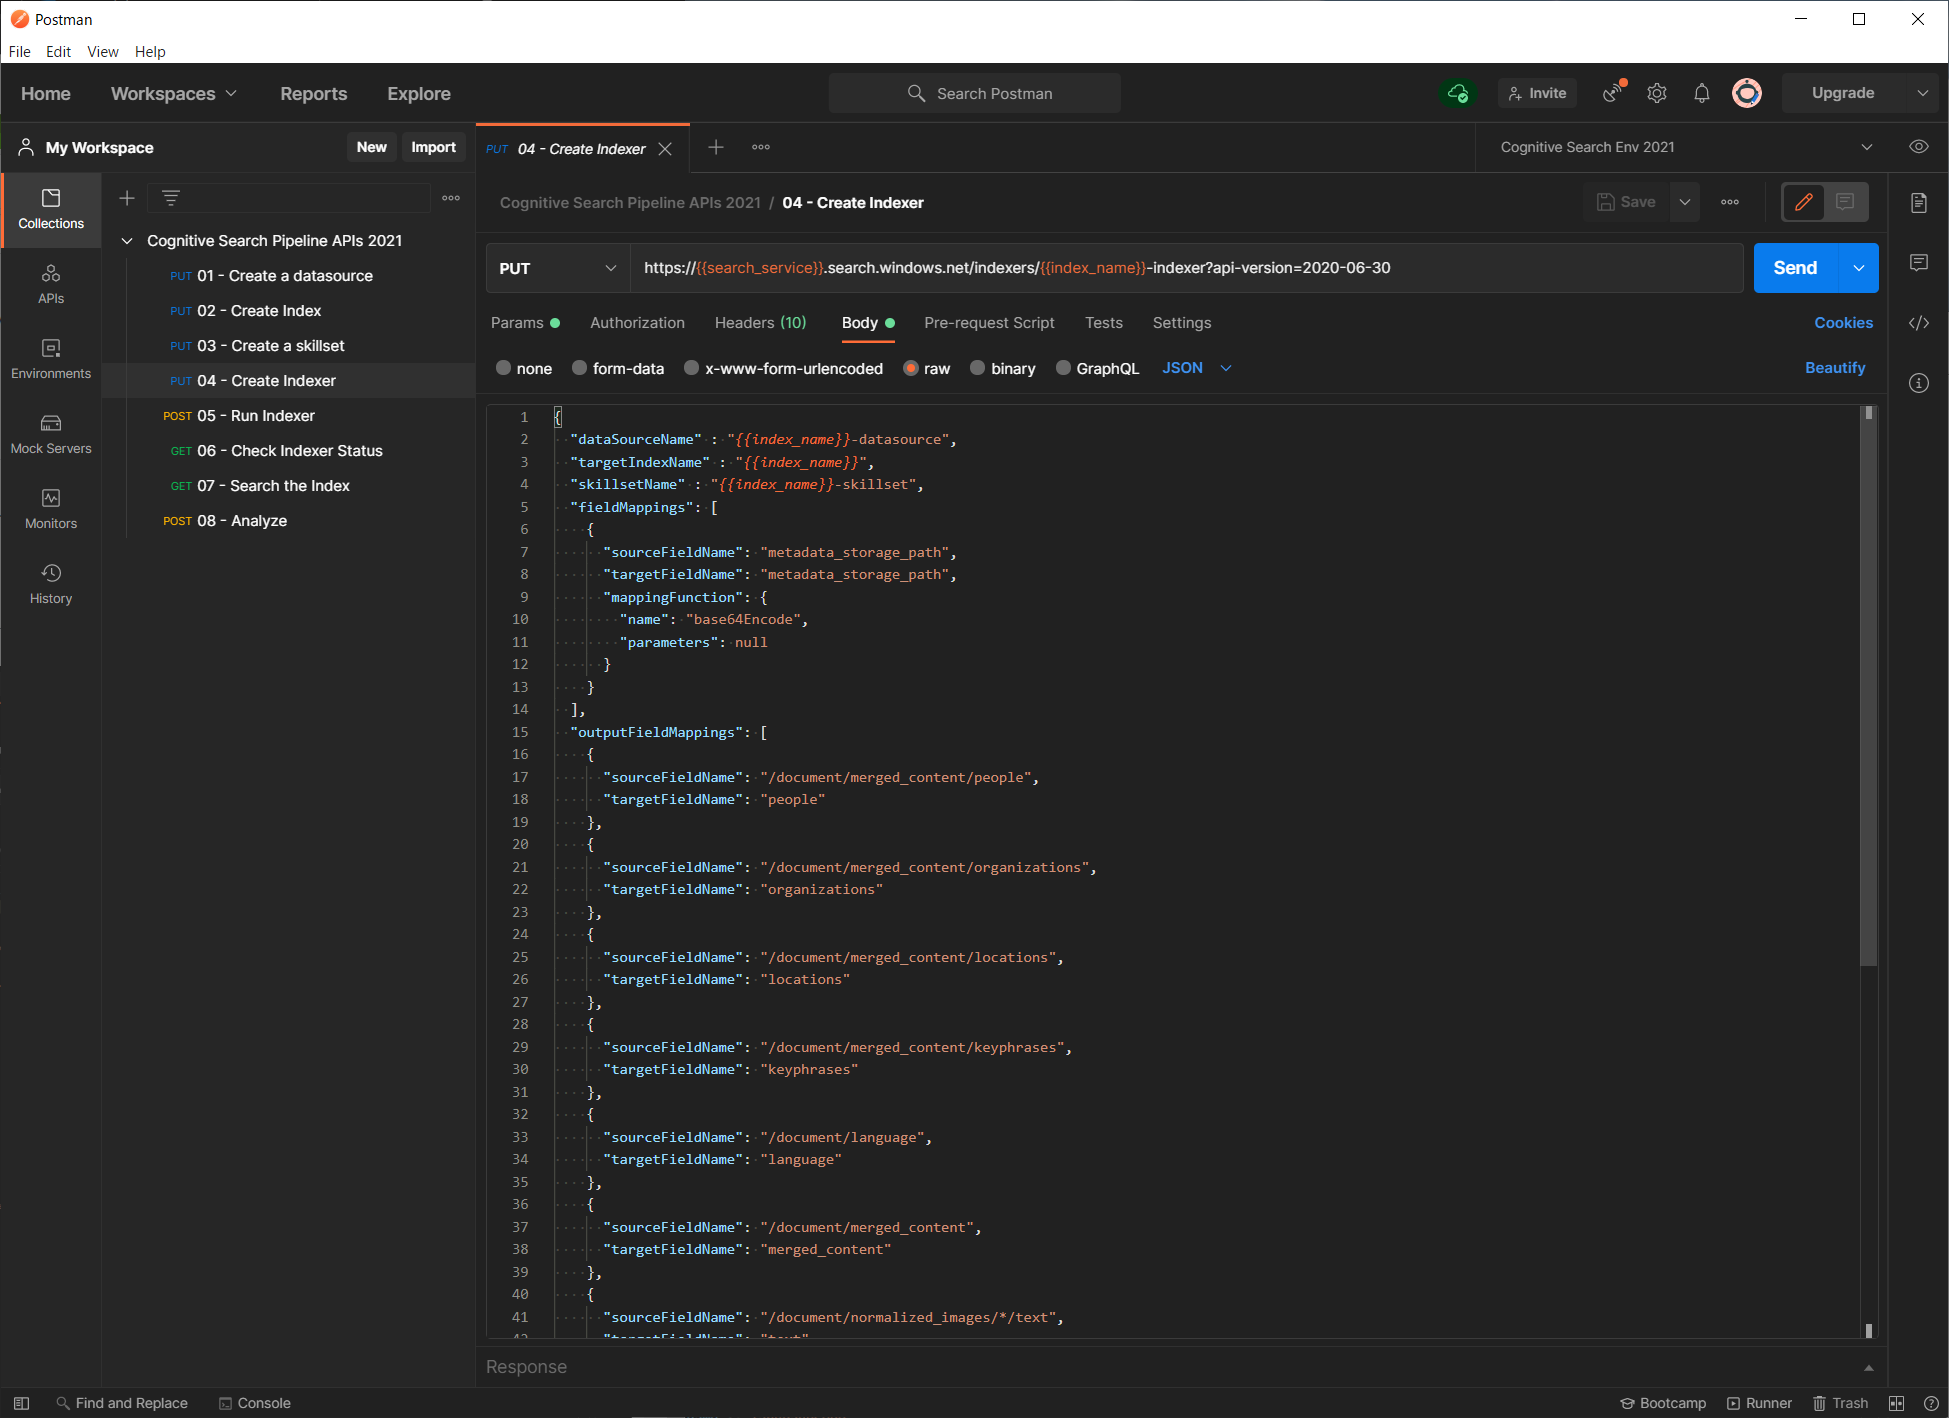 Postman
File Edit View Help
Home Workspaces Reports Explore Search Postman Invite Upgrade
My Workspace New Import PUT 04 - Create Indexer Cognitive Search Env 2021
Collections
APIs
Environments
Mock Servers
Monitors
History
Cognitive Search Pipeline APIs 2021
PUT 01 - Create a datasource
PUT 02 - Create Index
PUT 03 - Create a skillset
PUT 04 - Create Indexer
POST 05 - Run Indexer
GET 06 - Check Indexer Status
GET 07 - Search the Index
POST 08 - Analyze
Cognitive Search Pipeline APIs 2021 / 04 - Create Indexer Save
PUT https://{{search_service}}.search.windows.net/indexers/{{index_name}}-indexer?api-version=2020-06-30 Send
Params Authorization Headers (10) Body Pre-request Script Tests Settings Cookies
none form-data x-www-form-urlencoded raw binary GraphQL JSON Beautify
1 {
2 "dataSourceName" : "{{index_name}}-datasource",
3 "targetIndexName" : "{{index_name}}",
4 "skillsetName" : "{{index_name}}-skillset",
5 "fieldMappings": [
6 {
7 "sourceFieldName": "metadata_storage_path",
8 "targetFieldName": "metadata_storage_path",
9 "mappingFunction": {
10 "name": "base64Encode",
11 "parameters": null
12 }
13 }
14 ],
15 "outputFieldMappings": [
16 {
17 "sourceFieldName": "/document/merged_content/people",
18 "targetFieldName": "people"
19 },
20 {
21 "sourceFieldName": "/document/merged_content/organizations",
22 "targetFieldName": "organizations"
23 },
24 {
25 "sourceFieldName": "/document/merged_content/locations",
26 "targetFieldName": "locations"
27 },
28 {
29 "sourceFieldName": "/document/merged_content/keyphrases",
30 "targetFieldName": "keyphrases"
31 },
32 {
33 "sourceFieldName": "/document/language",
34 "targetFieldName": "language"
35 },
36 {
37 "sourceFieldName": "/document/merged_content",
38 "targetFieldName": "merged_content"
39 },
40 {
41 "sourceFieldName": "/document/normalized_images/*/text",
42 "targetFieldName": "text"
Response
Find and Replace Console Bootcamp Runner Trash